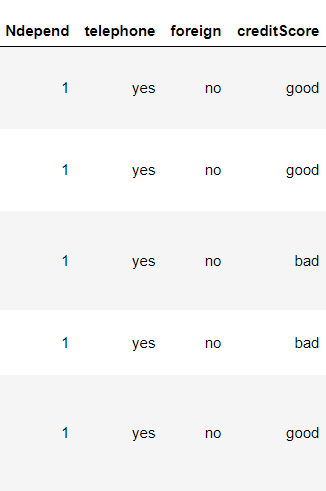 Ndepend telephone foreign creditScore
1 yes no good
1 yes no good
1 yes no bad
1 yes no bad
1 yes no good